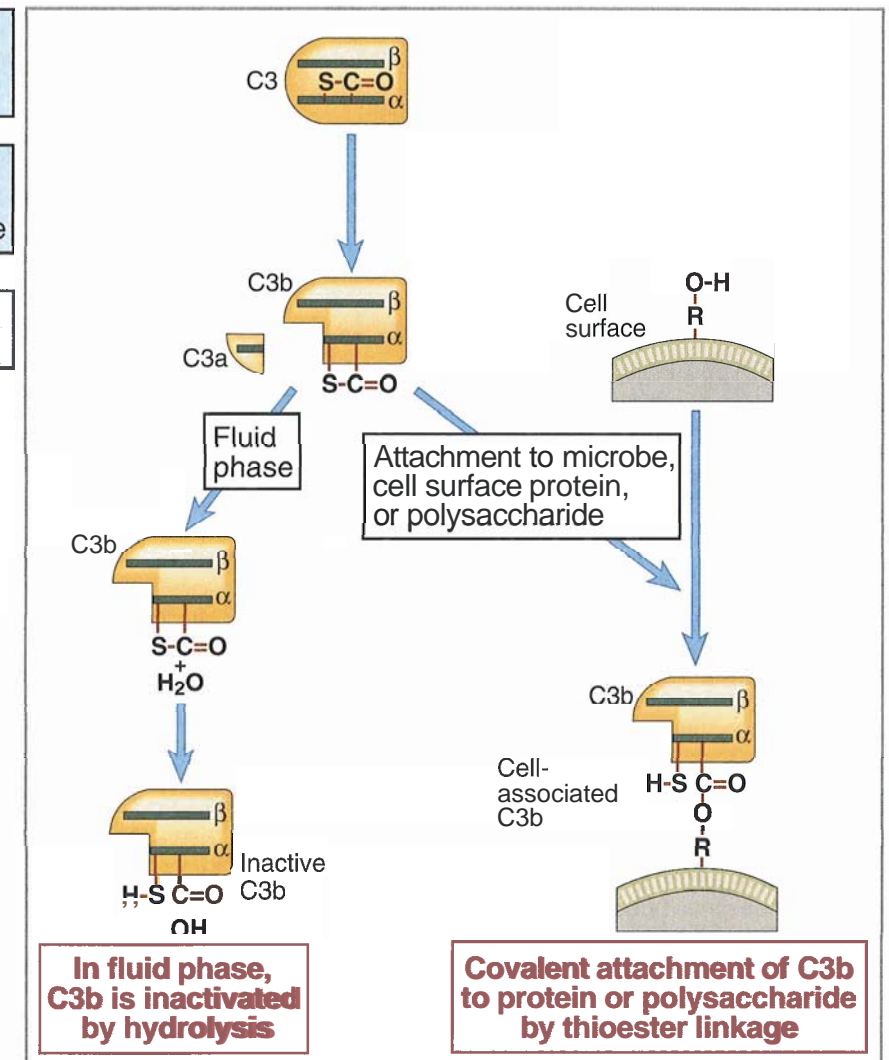 β
C3
S-C=O
α
C3b
β
α
C3a
S-C=O
O-H
R
Cell
surface
Fluid
phase
Attachment to microbe,
cell surface protein,
or polysaccharide
C3b
β
α
S-C=O
+
H₂O
C3b
β
α
H-S C=O
O
R
Cell-
associated
C3b
β
α
Inactive
C3b
H-S C=O
OH
In fluid phase,
C3b is inactivated
by hydrolysis
Covalent attachment of C3b
to protein or polysaccharide
by thioester linkage
e